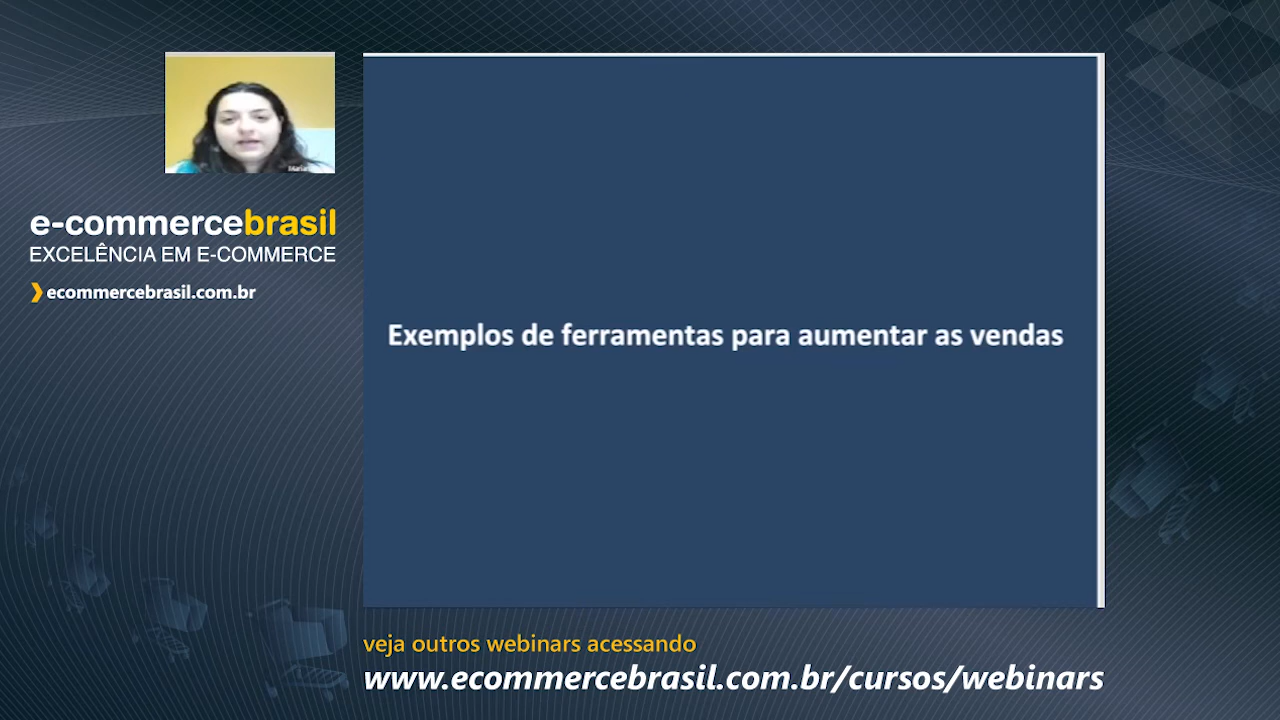 e-commercebrasil
EXCELÊNCIA EM E-COMMERCE
ecommercebrasil.com.br
Exemplos de ferramentas para aumentar as vendas
veja outros webinars acessando
www.ecommercebrasil.com.br/cursos/webinars